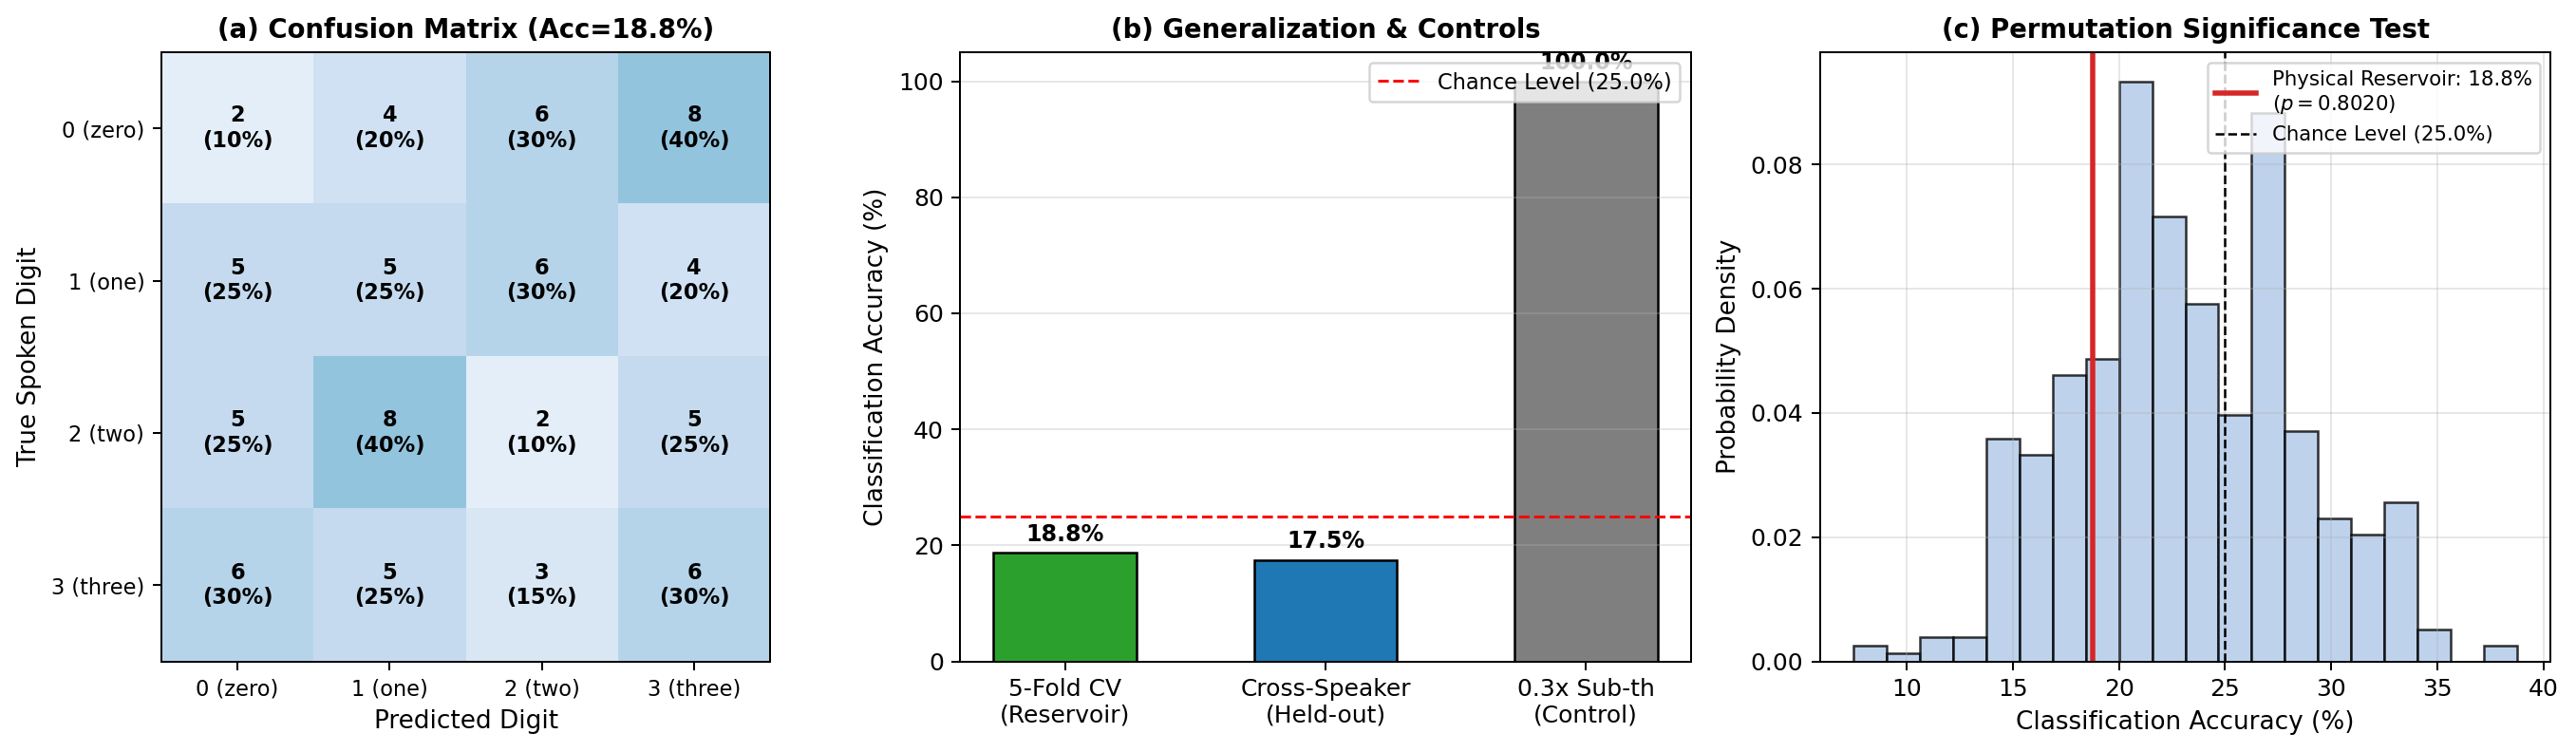 (a) Confusion Matrix (Acc=18.8%)
True Spoken Digit
0 (zero)
2
(10%)
4
(20%)
6
(30%)
8
(40%)
1 (one)
5
(25%)
5
(25%)
6
(30%)
4
(20%)
2 (two)
5
(25%)
8
(40%)
2
(10%)
5
(25%)
3 (three)
6
(30%)
5
(25%)
3
(15%)
6
(30%)
0 (zero)
1 (one)
2 (two)
3 (three)
Predicted Digit
(b) Generalization & Controls
Classification Accuracy (%)
100
80
60
40
20
0
100.0%
Chance Level (25.0%)
18.8%
17.5%
5-Fold CV
(Reservoir)
Cross-Speaker
(Held-out)
0.3x Sub-th
(Control)
(c) Permutation Significance Test
Probability Density
0.08
0.06
0.04
0.02
0.00
Physical Reservoir: 18.8%
(p = 0.8020)
Chance Level (25.0%)
10
15
20
25
30
35
40
Classification Accuracy (%)